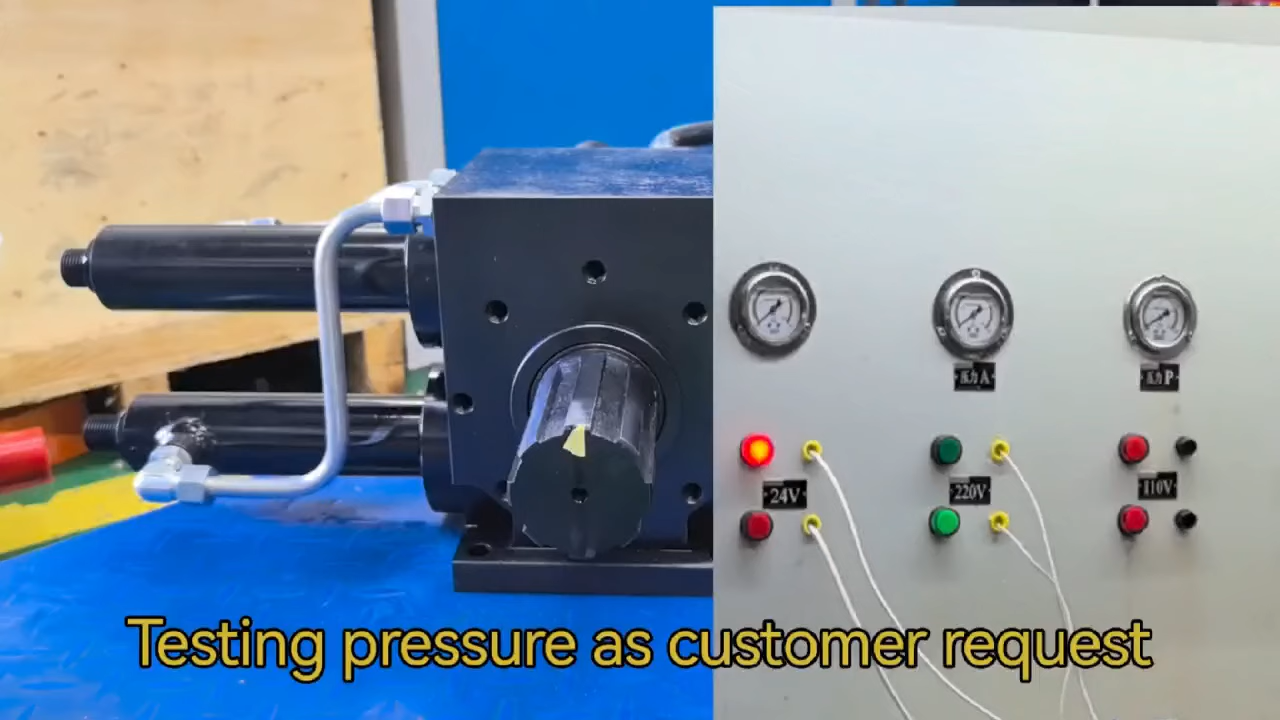 压力A
压力P
24V
220V
110V
Testing pressure as customer request